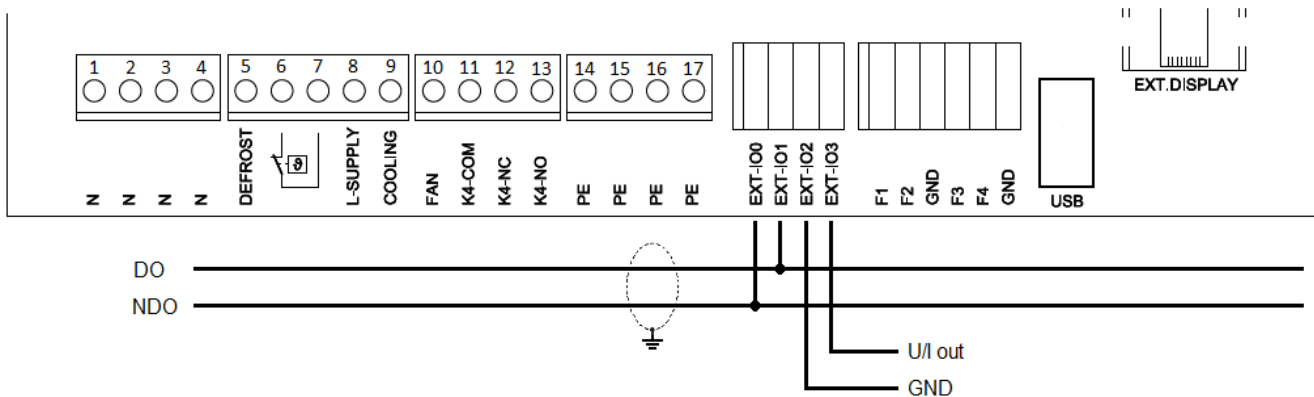 1 2 3 4 5 6 7 8 9 10 11 12 13 14 15 16 17
EXT.DISPLAY
N N N N DEFROST ϑ L-SUPPLY COOLING FAN K4-COM K4-NC K4-NO PE PE PE PE EXT-IO0 EXT-IO1 EXT-IO2 EXT-IO3 F1 F2 GND F3 F4 GND USB
DO
NDO
U/I out
GND